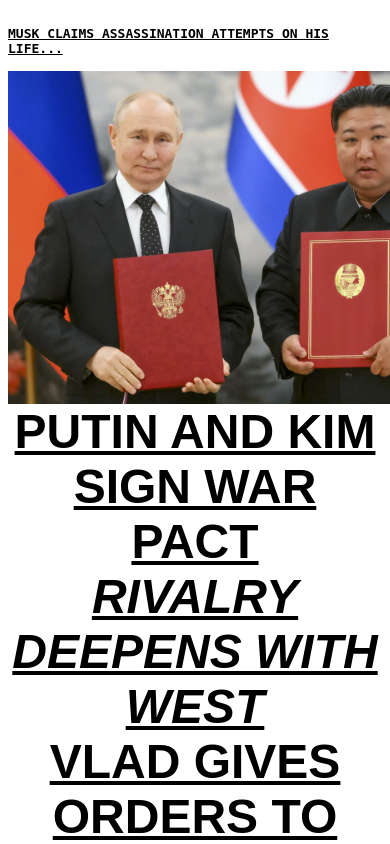 MUSK CLAIMS ASSASSINATION ATTEMPTS ON HIS
LIFE...
PUTIN AND KIM
SIGN WAR
PACT
RIVALRY
DEEPENS WITH
WEST
VLAD GIVES
ORDERS TO